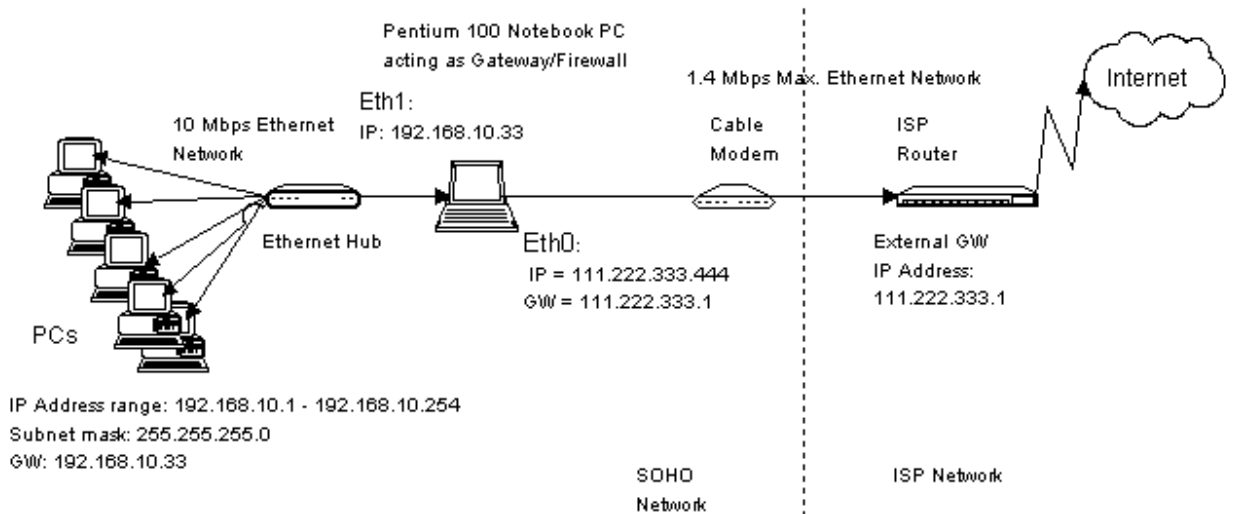 Pentium 100 Notebook PC
acting as Gateway/Firewall
1.4 Mbps Max. Ethernet Network
Internet
Eth1:
IP: 192.168.10.33
10 Mbps Ethernet
Network
Cable
Modem
ISP
Router
Ethernet Hub
Eth0:
IP = 111.222.333.444
GW = 111.222.333.1
External GW
IP Address:
111.222.333.1
PCs
IP Address range: 192.168.10.1 - 192.168.10.254
Subnet mask: 255.255.255.0
GW: 192.168.10.33
SOHO
Network
ISP Network